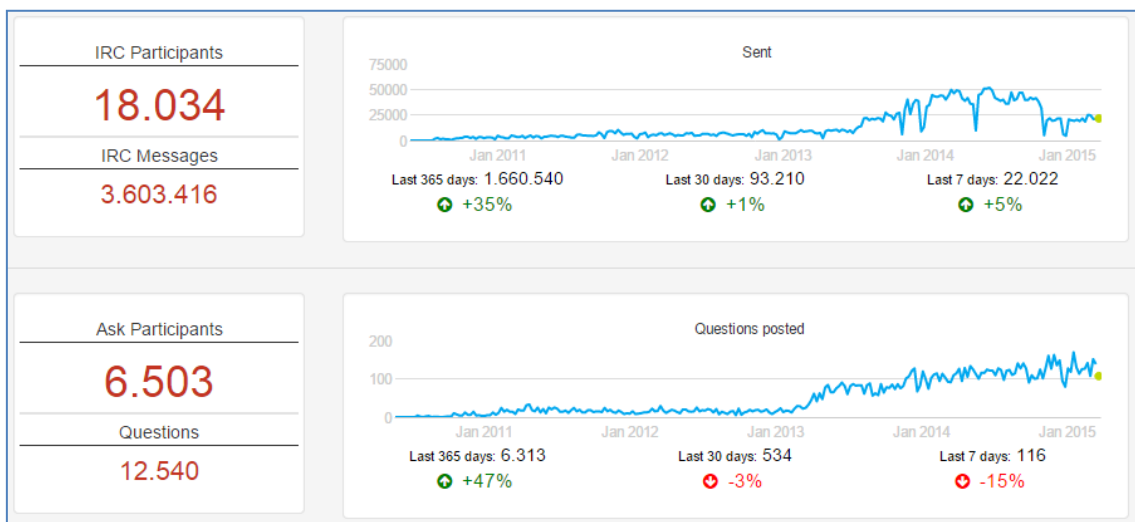 IRC Participants
18.034
IRC Messages
3.603.416
Sent
75000
50000
25000
0
Jan 2011 Jan 2012 Jan 2013 Jan 2014 Jan 2015
Last 365 days: 1.660.540 Last 30 days: 93.210 Last 7 days: 22.022
+35% +1% +5%
Ask Participants
6.503
Questions
12.540
Questions posted
200
100
0
Jan 2011 Jan 2012 Jan 2013 Jan 2014 Jan 2015
Last 365 days: 6.313 Last 30 days: 534 Last 7 days: 116
+47% -3% -15%